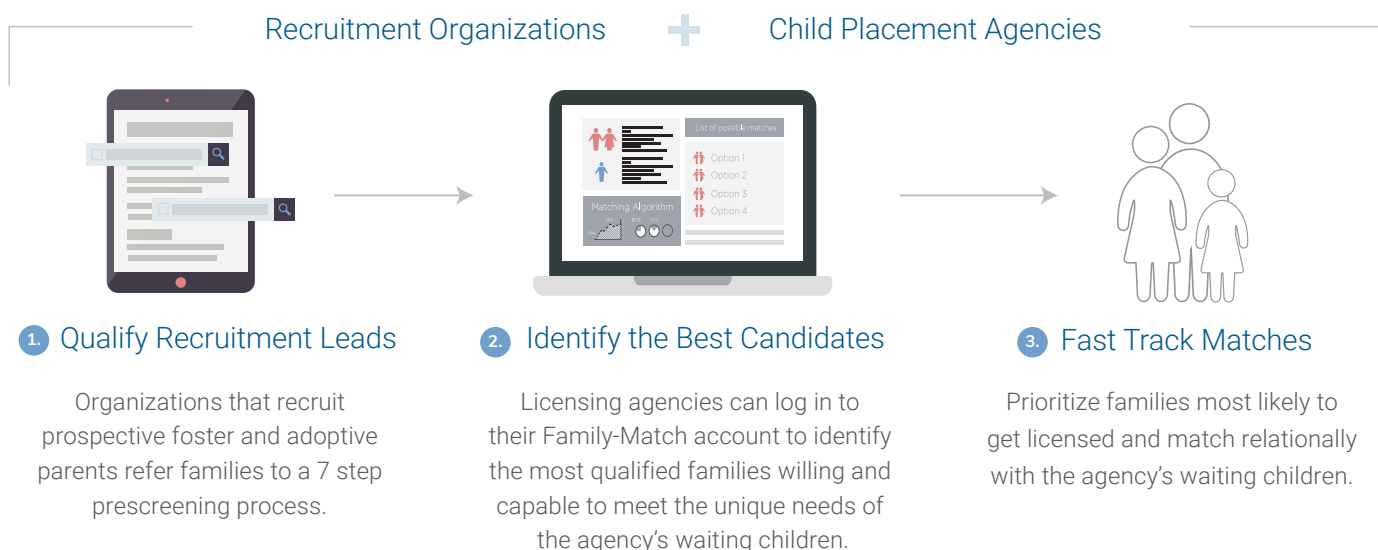 Recruitment Organizations + Child Placement Agencies
List of possible matches
Option 1
Option 2
Option 3
Option 4
Matching Algorithm
1. Qualify Recruitment Leads
Organizations that recruit
prospective foster and adoptive
parents refer families to a 7 step
prescreening process.
2. Identify the Best Candidates
Licensing agencies can log in to
their Family-Match account to identify
the most qualified families willing and
capable to meet the unique needs of
the agency's waiting children.
3. Fast Track Matches
Prioritize families most likely to
get licensed and match relationally
with the agency's waiting children.